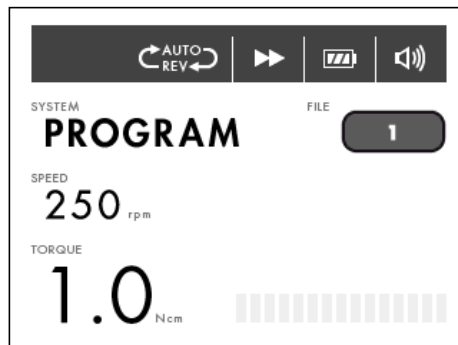 AUTO
REV
SYSTEM FILE
PROGRAM 1
SPEED
250 rpm
TORQUE
1.0 Ncm